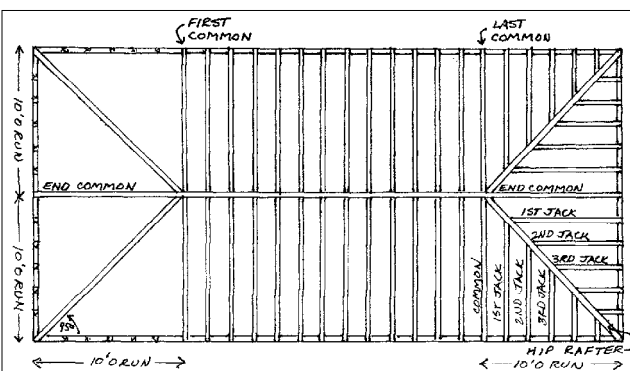 FIRST
COMMON
LAST
COMMON
10'0 RUN
END COMMON
END COMMON
1ST JACK
2ND JACK
3RD JACK
10'0 RUN
COMMON
1ST JACK
2ND JACK
3RD JACK
HIP RAFTER
10'0 RUN
10'0 RUN